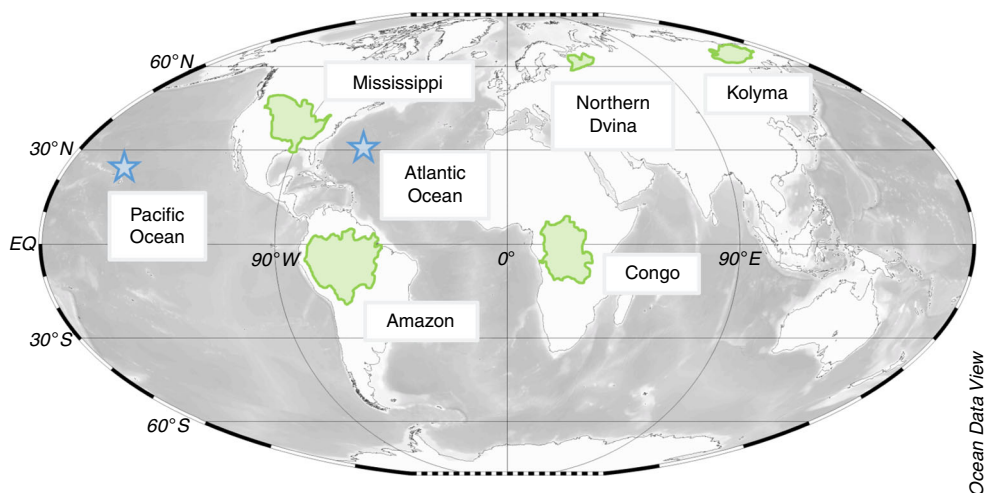 60°N
Mississippi
Kolyma
Northern
Dvina
30°N
Atlantic
Ocean
Pacific
Ocean
EQ
90°W
0°
90°E
Congo
Amazon
30°S
60°S
Ocean Data View